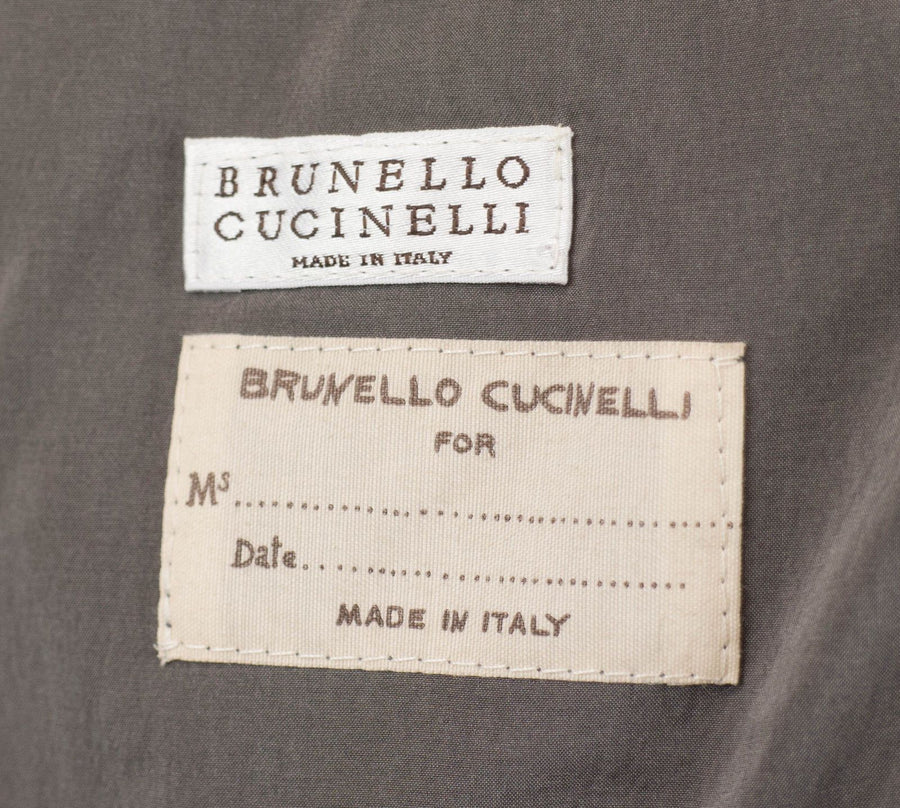 BRUNELLO
CUCINELLI
MADE IN ITALY
BRUNELLO CUCINELLI
FOR
Ms..........................................
Date................................
MADE IN ITALY